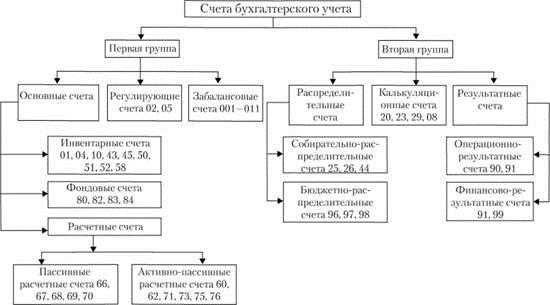 Счета бухгалтерского учета
Первая группа
Вторая группа
Основные счета
Регулирующие
счета 02, 05
Забалансовые
счета 001—011
Распредели-
тельные
счета
Калькуляци-
онные счета
20, 23, 29, 08
Результатные
счета
Инвентарные счета
01, 04, 10, 43, 45, 50,
51, 52, 58
Фондовые счета
80, 82, 83, 84
Расчетные счета
Пассивные
расчетные счета 66,
67, 68, 69, 70
Активно-пассивные
расчетные счета 60,
62, 71, 73, 75, 76
Собирательно-рас-
пределительные
счета 25, 26, 44
Бюджетно-рас-
пределительные
счета 96, 97, 98
Операционно-
результатные
счета 90, 91
Финансово-ре-
зультатные счета
91, 99